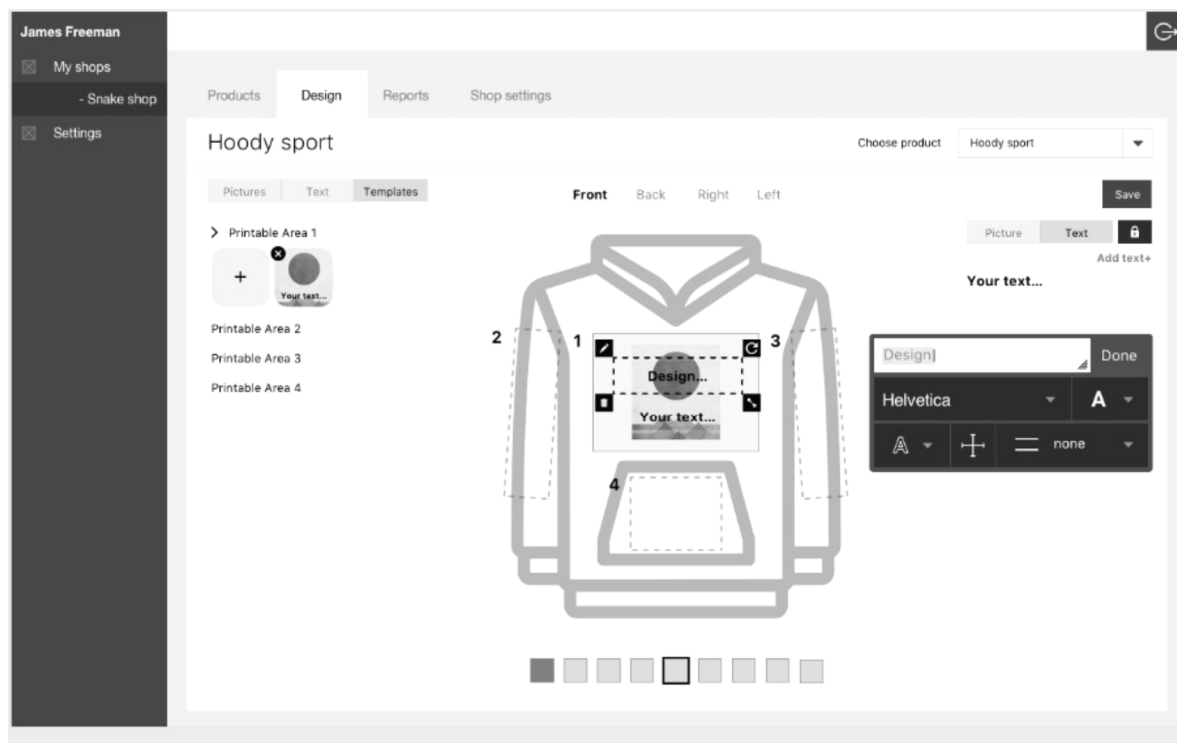 James Freeman
My shops
- Snake shop
Settings
Products Design Reports Shop settings
Hoody sport
Choose product Hoody sport
Pictures Text Templates
Front Back Right Left
Save
Printable Area 1
+
Your text...
Printable Area 2
Printable Area 3
Printable Area 4
2 1 3
Design...
Your text...
4
Picture Text
Add text+
Your text...
Design
Done
Helvetica A
A none